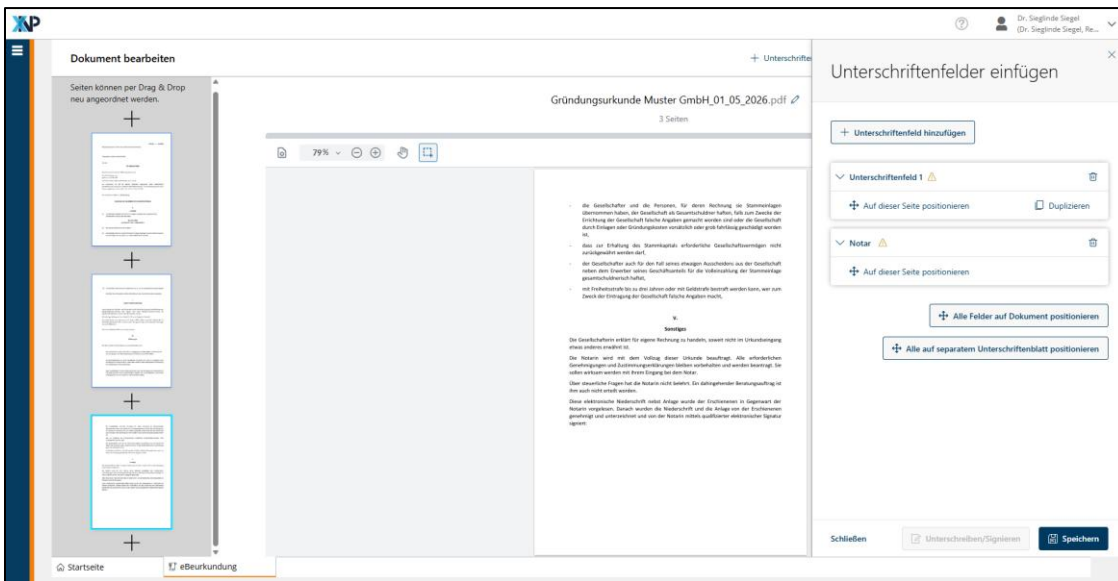 XNP
Dr. Sieglinde Siegel
(Dr. Sieglinde Siegel, Re...
Dokument bearbeiten
+ Unterschrifte
Seiten können per Drag & Drop
neu angeordnet werden.
Gründungsurkunde Muster GmbH_01_05_2026.pdf
3 Seiten
79%
- die Gesellschafter und die Personen, für deren Rechnung sie Stammeinlagen
übernommen haben, der Gesellschaft als Gesamtschuldner haften, falls zum Zwecke der
Errichtung der Gesellschaft falsche Angaben gemacht worden sind oder die Gesellschaft
durch Einlagen oder Gründungskosten vorsätzlich oder grob fahrlässig geschädigt worden
ist,
- dass zur Erhaltung des Stammkapitals erforderliche Gesellschaftsvermögen nicht
zurückgewährt werden darf,
- der Gesellschafter auch für den Fall seines etwaigen Ausscheidens aus der Gesellschaft
neben dem Erwerber seines Geschäftsanteils für die Volleinzahlung der Stammeinlage
gesamtschuldnerisch haftet,
- mit Freiheitsstrafe bis zu drei Jahren oder mit Geldstrafe bestraft werden kann, wer zum
Zweck der Eintragung der Gesellschaft falsche Angaben macht,
V.
Sonstiges
Die Gesellschafterin erklärt für eigene Rechnung zu handeln, soweit nicht im Urkundseingang
etwas anderes erwähnt ist.
Die Notarin wird mit dem Vollzug dieser Urkunde beauftragt. Alle erforderlichen
Genehmigungen und Zustimmungserklärungen bleiben vorbehalten und werden beantragt. Sie
sollen wirksam werden mit ihrem Eingang bei dem Notar.
Über steuerliche Fragen hat die Notarin nicht belehrt. Ein dahingehender Beratungsauftrag ist
ihm auch nicht erteilt worden.
Diese elektronische Niederschrift nebst Anlage wurde der Erschienenen in Gegenwart der
Notarin vorgelesen. Danach wurden die Niederschrift und die Anlage von der Erschienenen
genehmigt und unterzeichnet und von der Notarin mittels qualifizierter elektronischer Signatur
signiert:
Unterschriftenfelder einfügen
+ Unterschriftenfeld hinzufügen
Unterschriftenfeld 1
Auf dieser Seite positionieren
Duplizieren
Notar
Auf dieser Seite positionieren
Alle Felder auf Dokument positionieren
Alle auf separatem Unterschriftenblatt positionieren
Schließen
Unterschreiben/Signieren
Speichern
Startseite
eBeurkundung